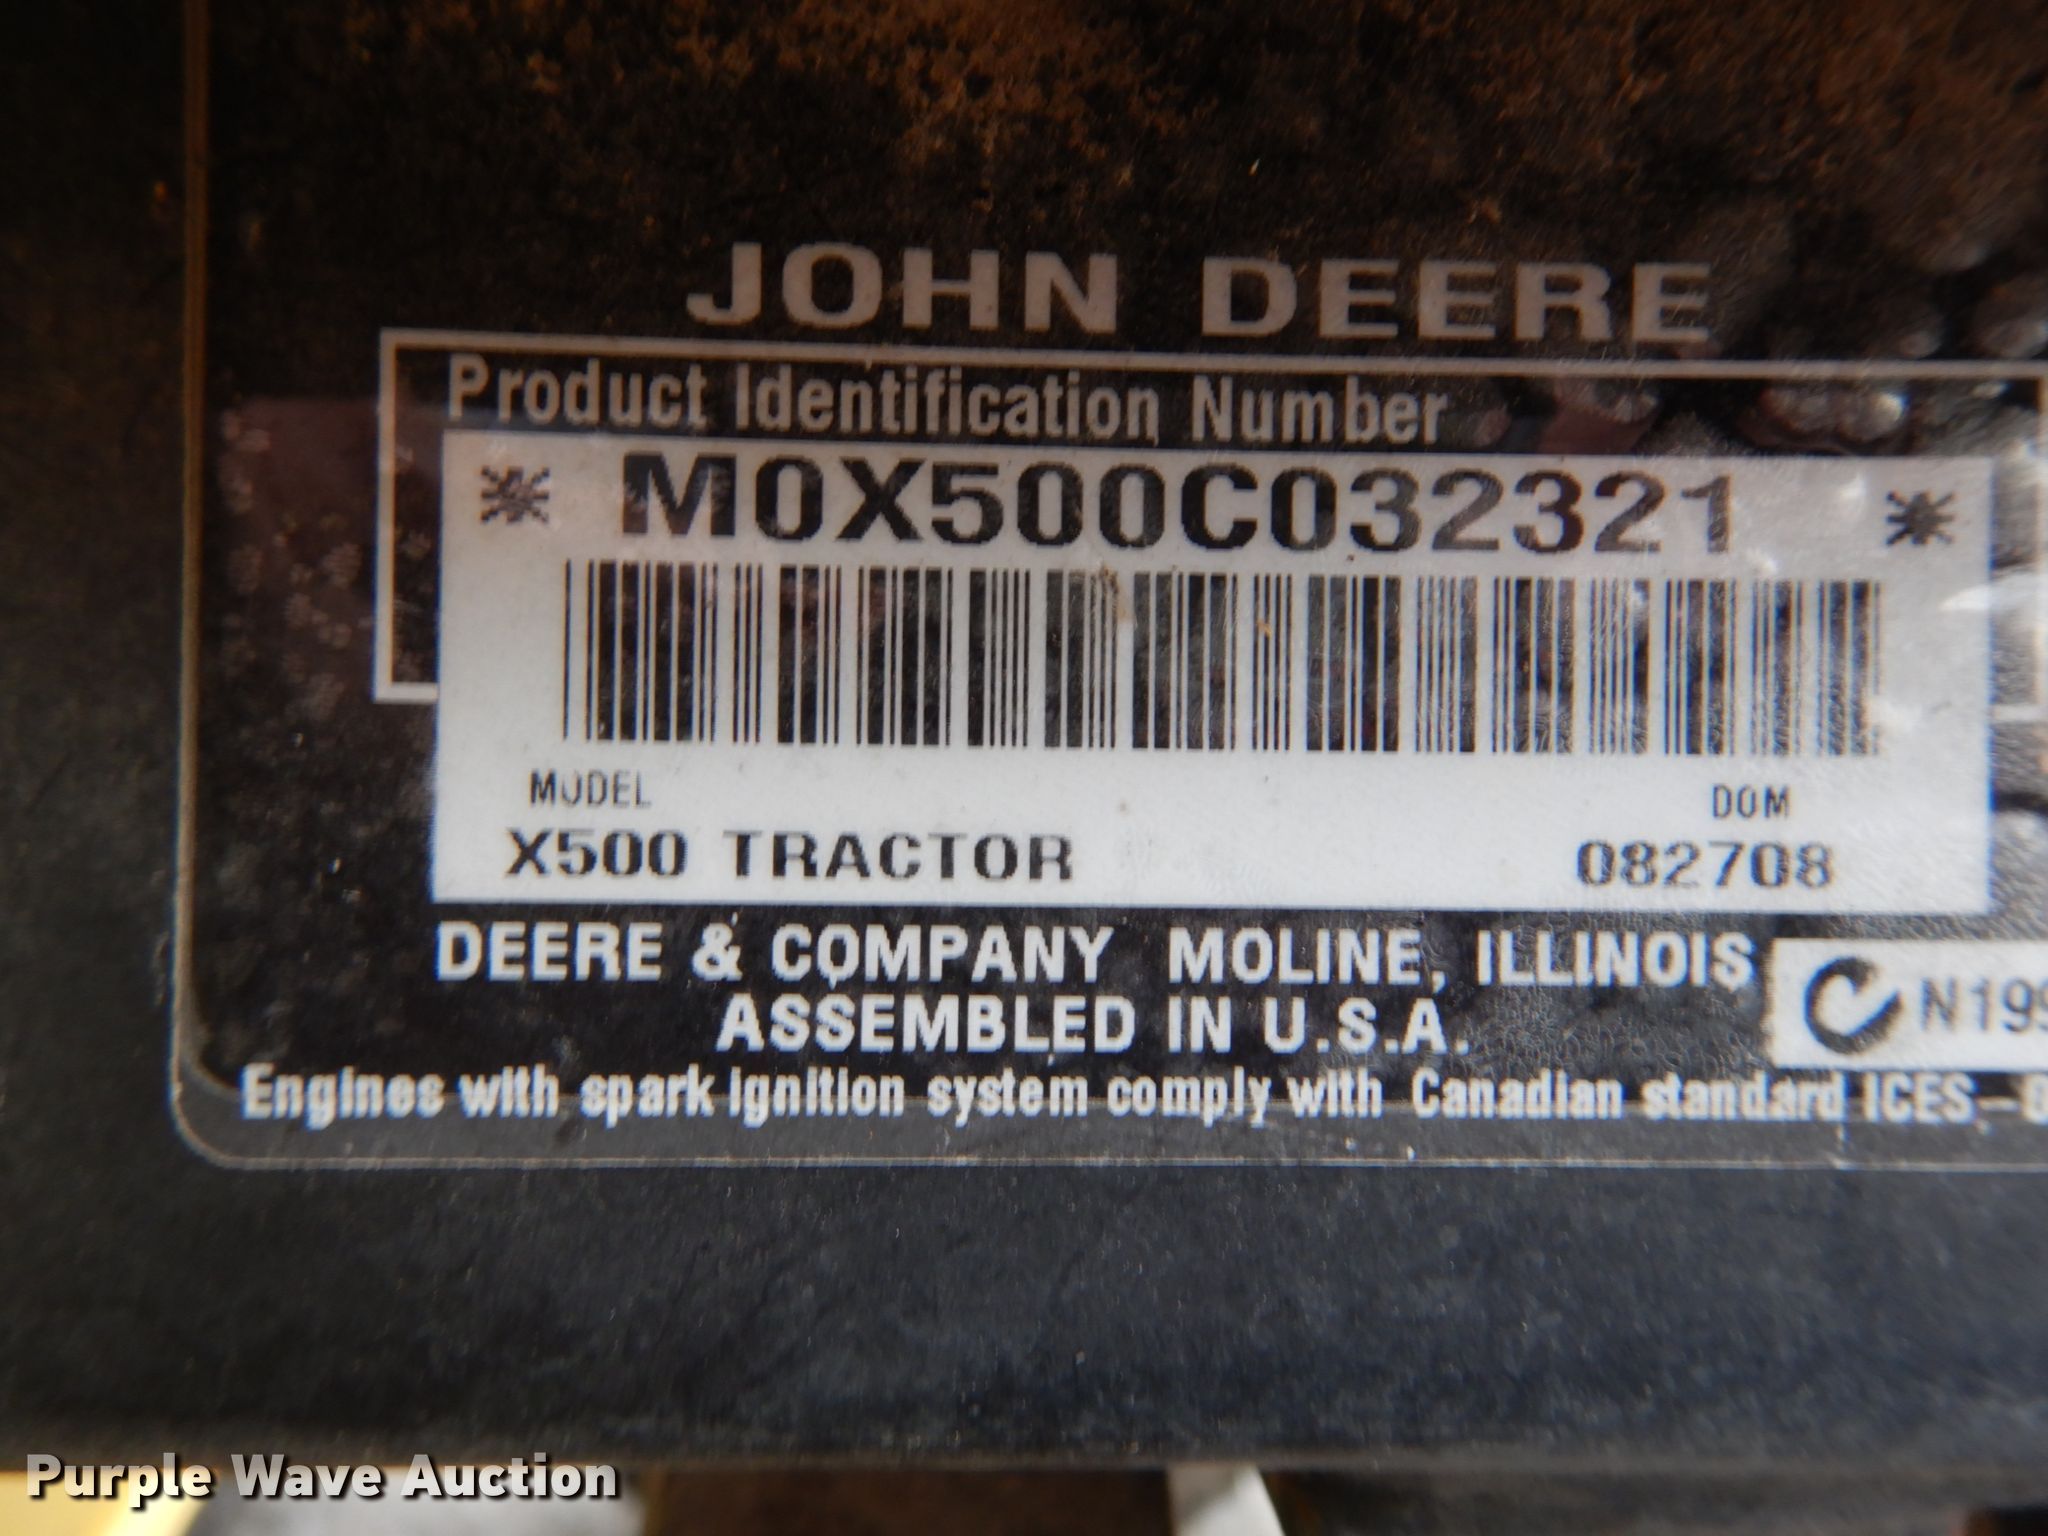 JOHN DEERE
Product Identification Number
* M0X500C032321 *
MODEL
DOM
X500 TRACTOR
082708
DEERE & COMPANY MOLINE, ILLINOIS
N199
ASSEMBLED IN U.S.A.
Engines with spark ignition system comply with Canadian standard ICES-
Purple Wave Auction